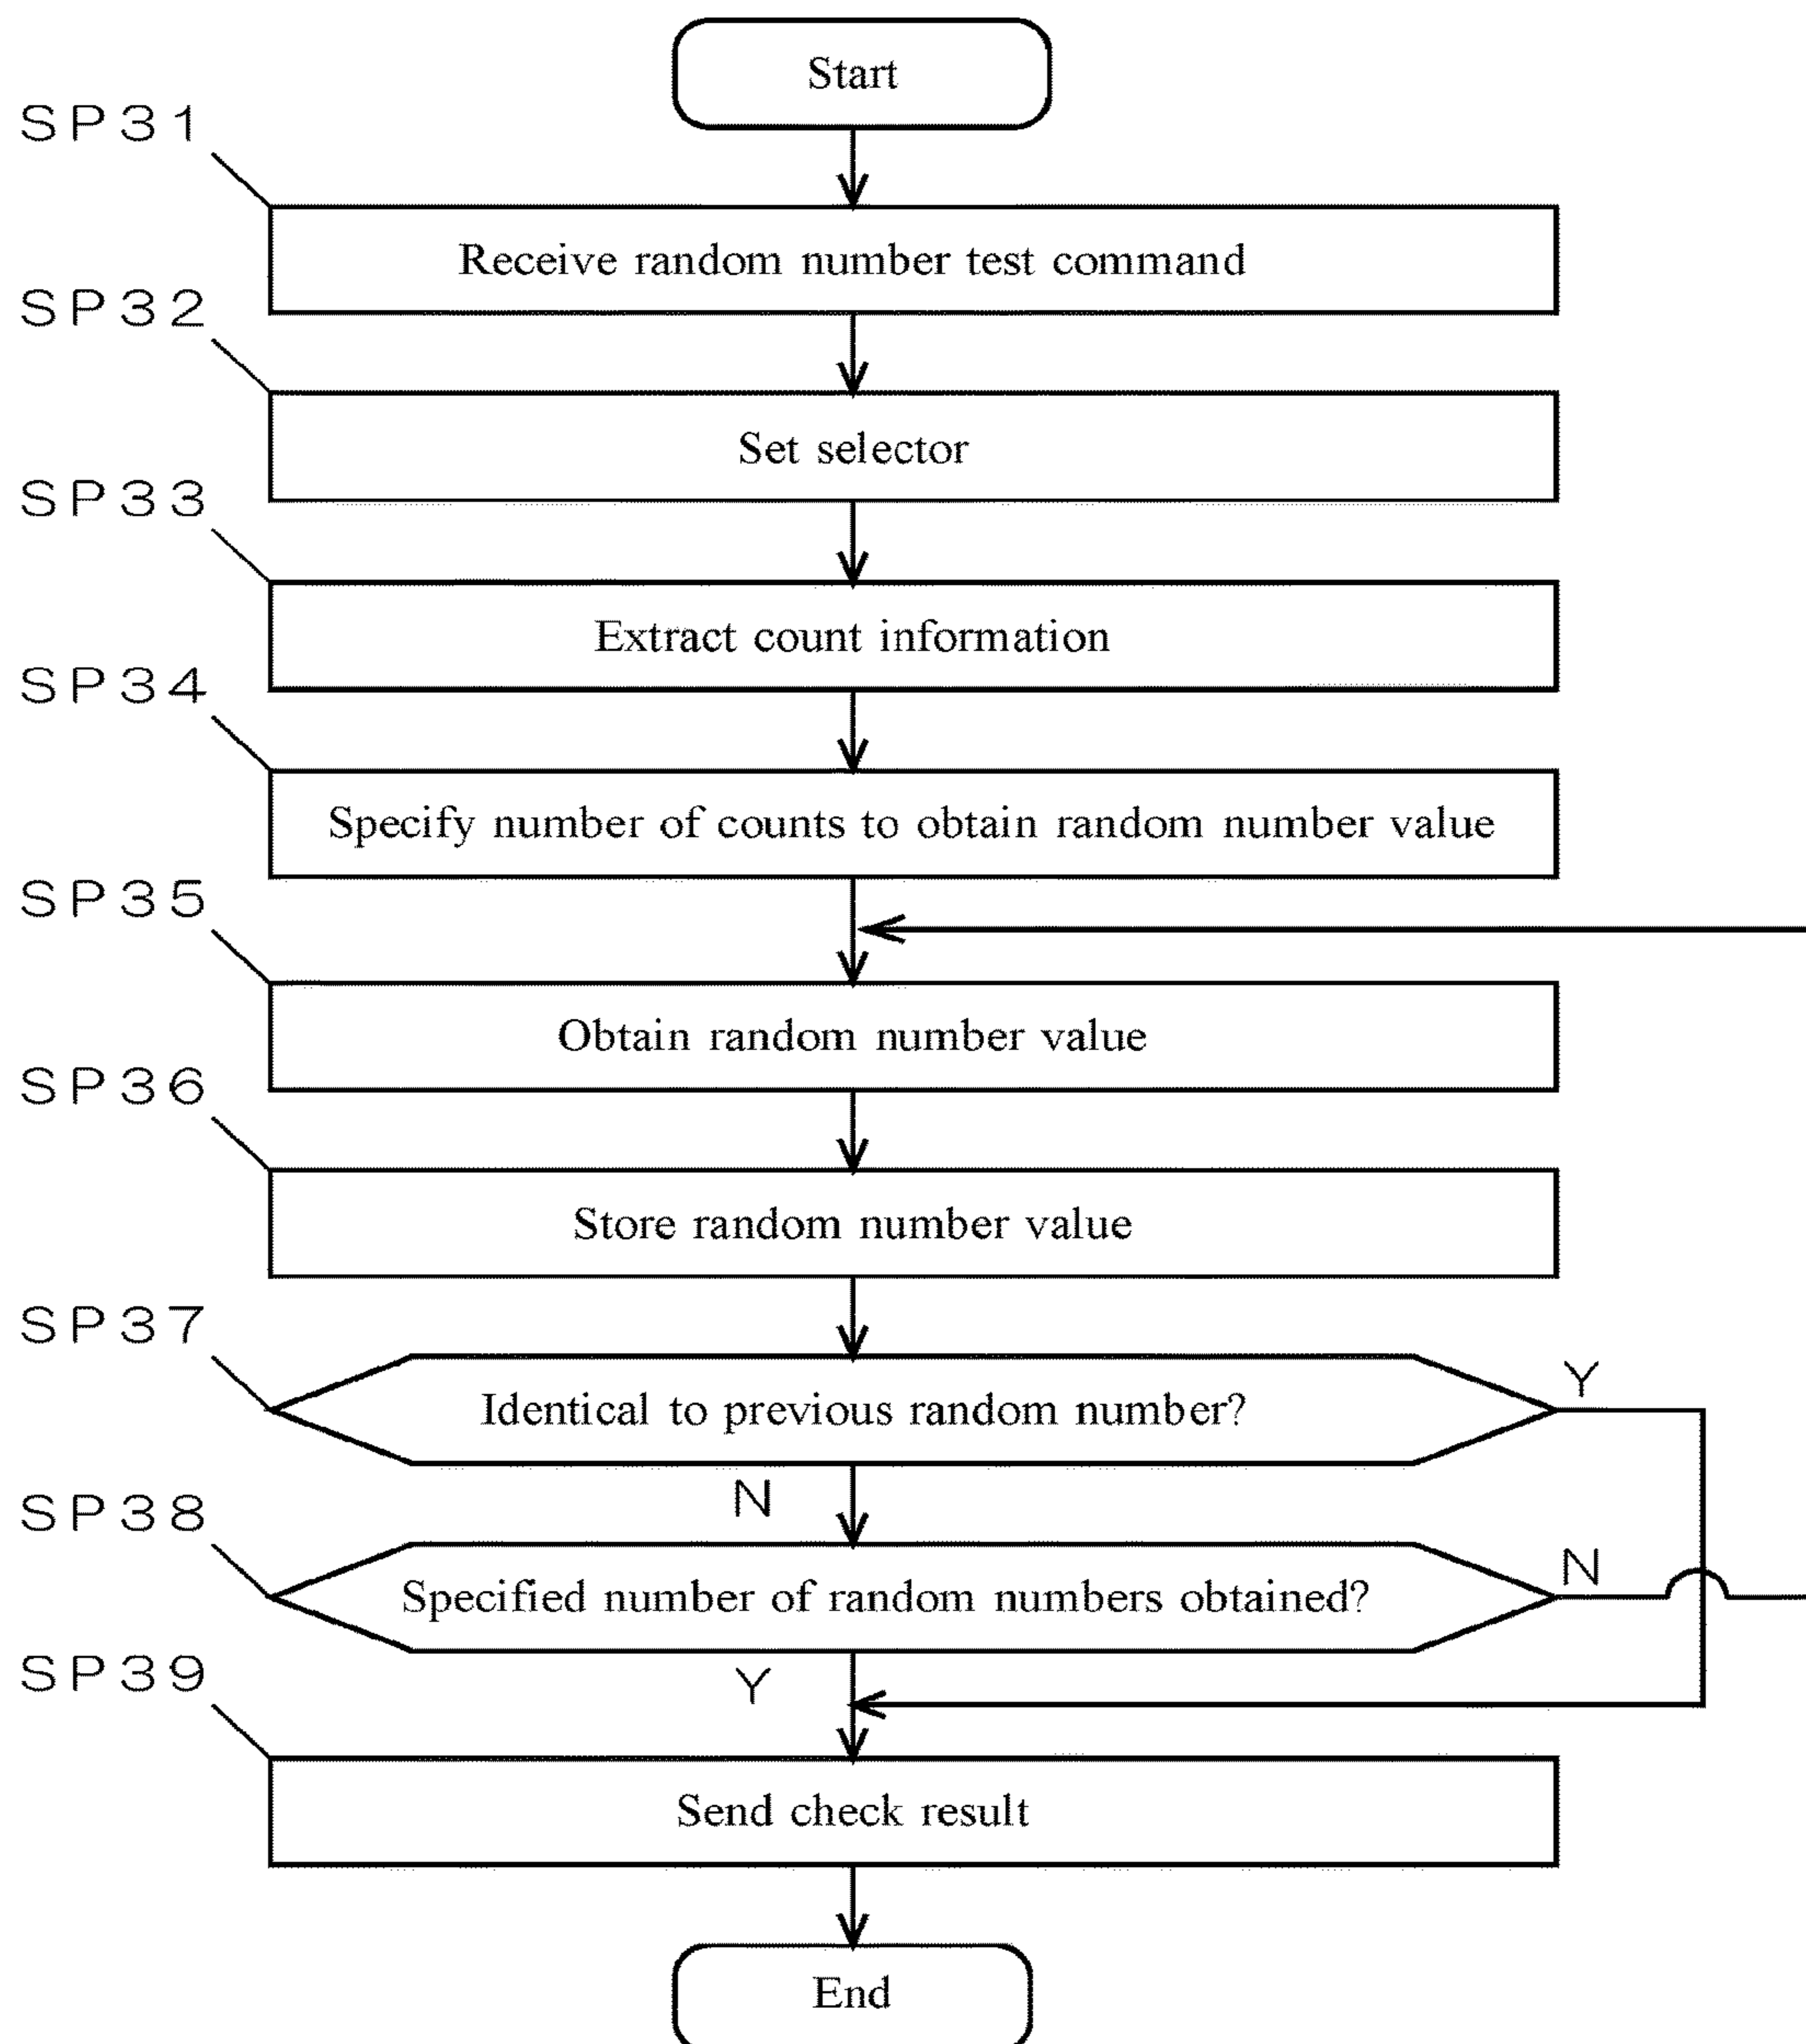 Start
SP31
Receive random number test command
SP32
Set selector
SP33
Extract count information
SP34
Specify number of counts to obtain random number value
SP35
Obtain random number value
SP36
Store random number value
SP37
Identical to previous random number?
Y
N
SP38
Specified number of random numbers obtained?
N
Y
SP39
Send check result
End